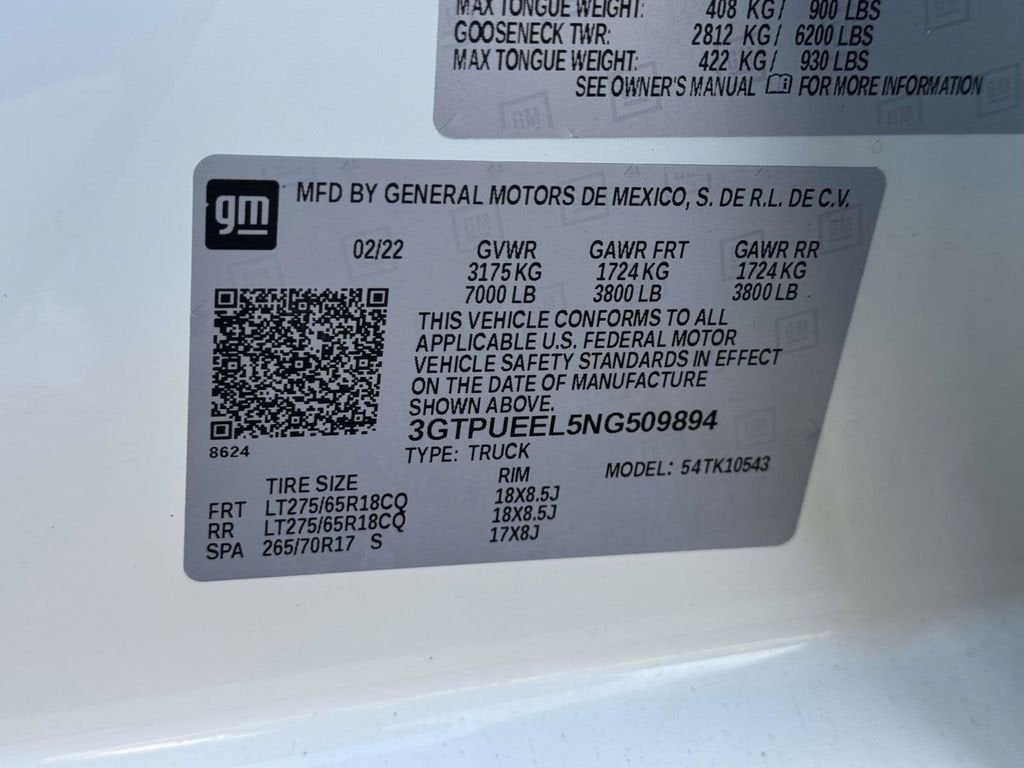 MAX TONGUE WEIGHT: 408 KG/ 900 LBS
GOOSENECK TWR: 2812 KG/ 6200 LBS
MAX TONGUE WEIGHT: 422 KG/ 930 LBS
SEE OWNER'S MANUAL FOR MORE INFORMATION
gm MFD BY GENERAL MOTORS DE MEXICO, S. DE R.L. DE C.V.
02/22 GVWR GAWR FRT GAWR RR
3175 KG 1724 KG 1724 KG
7000 LB 3800 LB 3800 LB
THIS VEHICLE CONFORMS TO ALL
APPLICABLE U.S. FEDERAL MOTOR
VEHICLE SAFETY STANDARDS IN EFFECT
ON THE DATE OF MANUFACTURE
SHOWN ABOVE.
3GTPUEEL5NG509894
8624
TYPE: TRUCK MODEL: 54TK10543
TIRE SIZE RIM
FRT LT275/65R18CQ 18X8.5J
RR LT275/65R18CQ 18X8.5J
SPA 265/70R17 S 17X8J
GM
GM
GM
GM